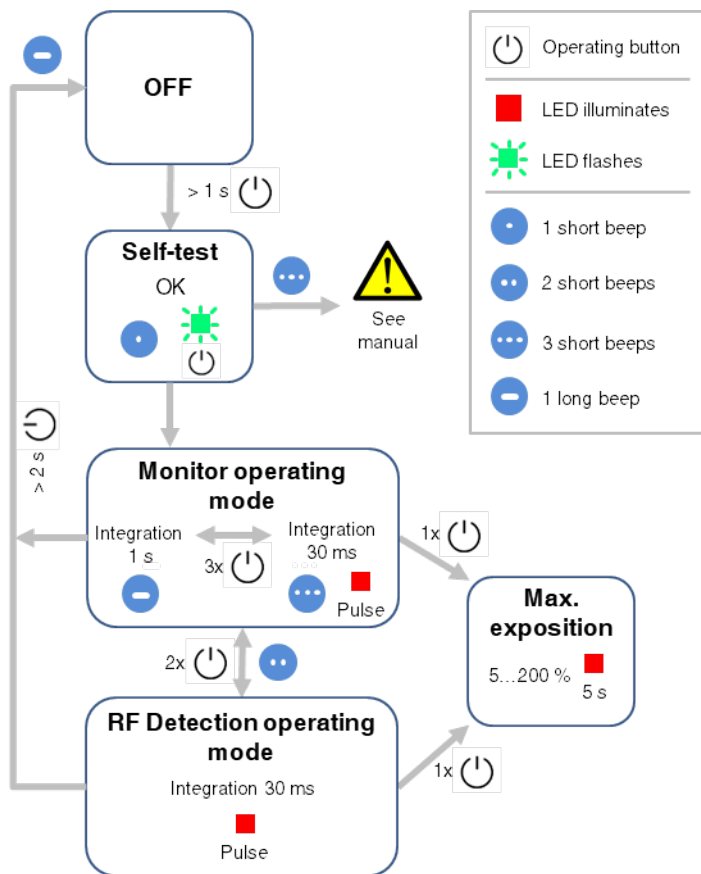 OFF
> 1 s
Self-test
OK
See
manual
> 2 s
Monitor operating
mode
Integration
1 s
3x
Integration
30 ms
Pulse
1x
2x
RF Detection operating
mode
Integration 30 ms
Pulse
1x
Max.
exposition
5...200 %
5 s
Operating button
LED illuminates
LED flashes
1 short beep
2 short beeps
3 short beeps
1 long beep